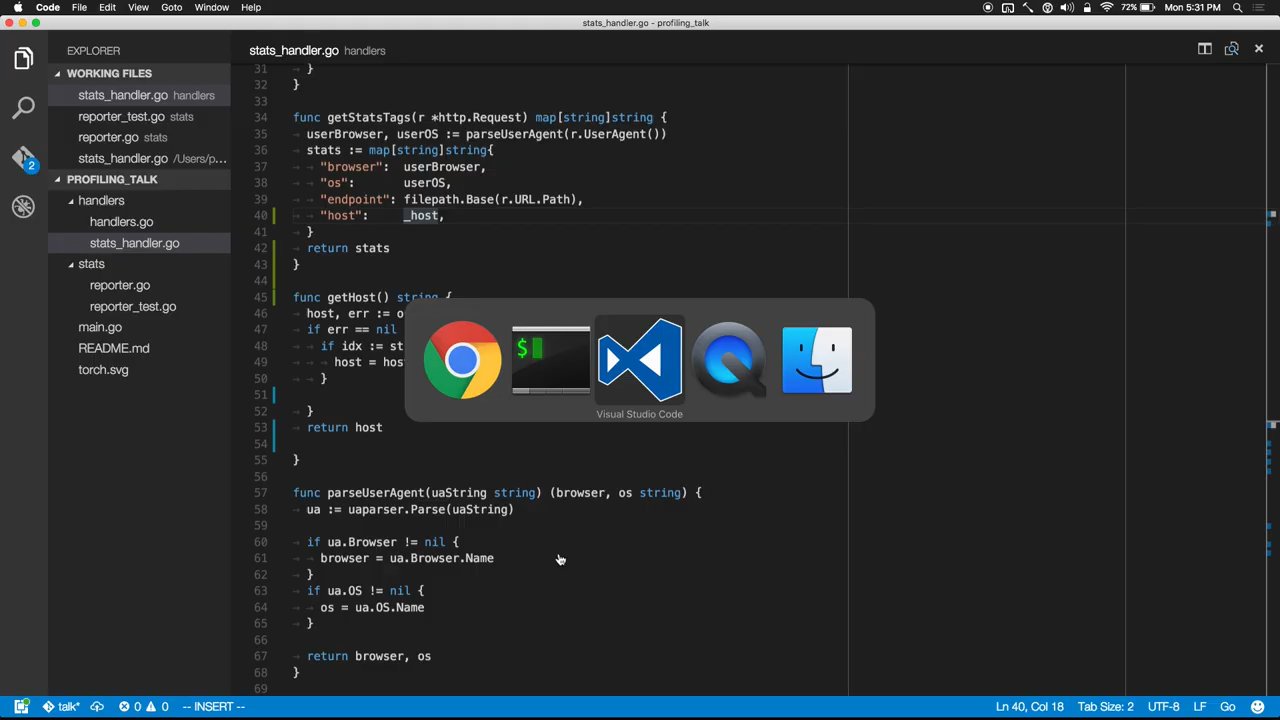 Code File Edit View Goto Window Help 72% Mon 5:31 PM
stats_handler.go - profiling_talk
EXPLORER
WORKING FILES
stats_handler.go handlers
reporter_test.go stats
reporter.go stats
stats_handler.go /Users/p...
PROFILING_TALK
handlers
handlers.go
stats_handler.go
stats
reporter.go
reporter_test.go
main.go
README.md
torch.svg
2
stats_handler.go handlers
31 }
32 }
33
34 func getStatsTags(r *http.Request) map[string]string {
35 userBrowser, userOS := parseUserAgent(r.UserAgent())
36 stats := map[string]string{
37 "browser": userBrowser,
38 "os": userOS,
39 "endpoint": filepath.Base(r.URL.Path),
40 "host": _host,
41 }
42 return stats
43 }
44
45 func getHost() string {
46 host, err := o
47 if err == nil
48 if idx := st
49 host = hos
50 }
51
52 }
53 return host
54
55 }
56
57 func parseUserAgent(uaString string) (browser, os string) {
58 ua := uaparser.Parse(uaString)
59
60 if ua.Browser != nil {
61 browser = ua.Browser.Name
62 }
63 if ua.OS != nil {
64 os = ua.OS.Name
65 }
66
67 return browser, os
68 }
69
$
Visual Studio Code
talk* 0 0 -- INSERT -- Ln 40, Col 18 Tab Size: 2 UTF-8 LF Go